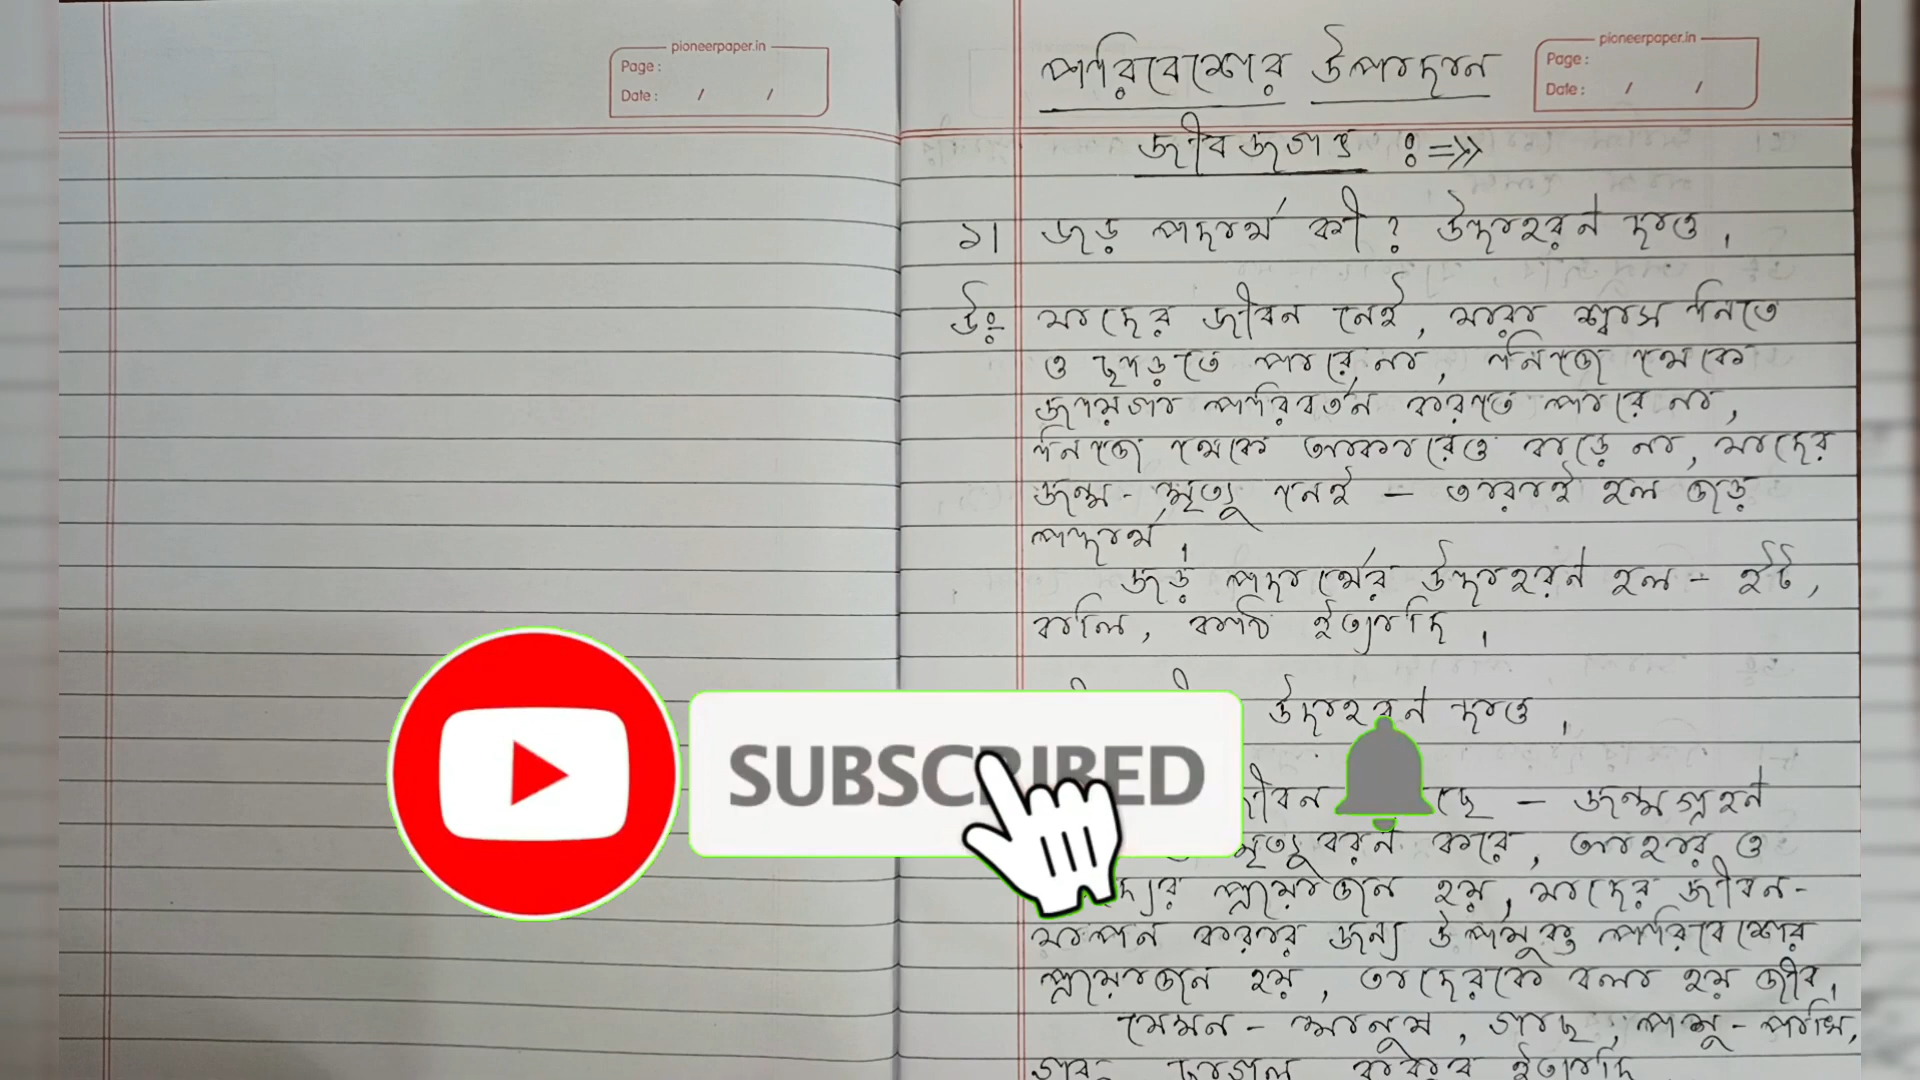 pioneerpaper.in
Page :
Date : / /
pioneerpaper.in
Page :
Date : / /
পরিবেশের উপাদান
জীবজগৎ :=>>
১। জড় পদার্থ কী? উদাহরণ দাও।
উঃ যাদের জীবন নেই, যারা শ্বাস নিতে
ও ছাড়তে পারে না, নিজে থেকে
জায়গা পরিবর্তন করতে পারে না,
নিজে থেকে আকারেও বাড়ে না, যাদের
জন্ম-মৃত্যু নেই – তারাই হল জড়
পদার্থ।
জড় পদার্থের উদাহরণ হল – ইট,
বালি, কাঠ ইত্যাদি।
উদাহরণ দাও।
জীবন – জন্মগ্রহণ
মৃত্যুবরণ করে, আহার ও
প্রয়োজন হয়, যাদের জীবন-
যাপন করার জন্য উপযুক্ত পরিবেশের
প্রয়োজন হয়, তাদেরকে বলা হয় জীব।
যেমন – মানুষ, গাছ, পশু-পাখি,
SUBSCRIBED